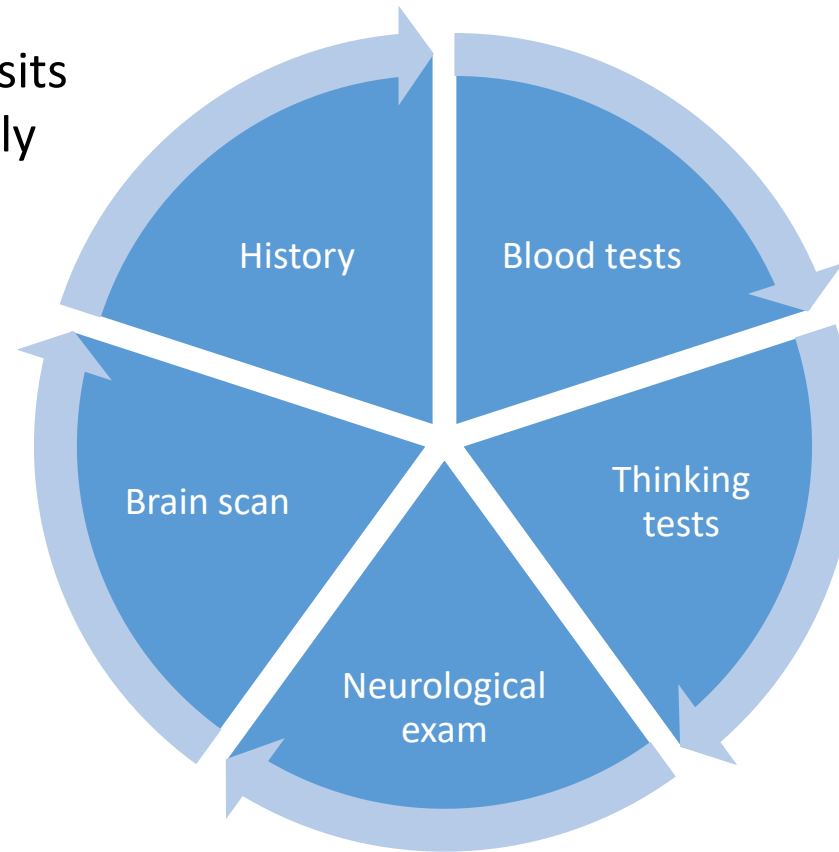 sits
ly
History
Blood tests
Thinking
tests
Neurological
exam
Brain scan